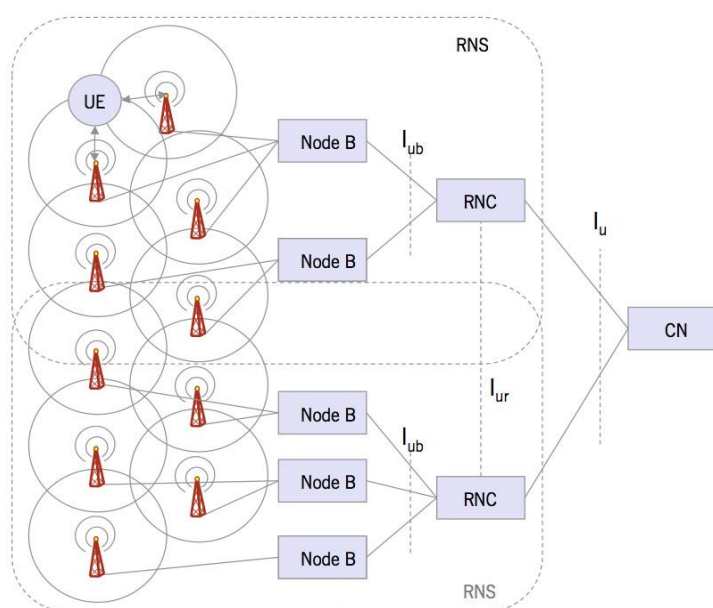 RNS
UE
Node B
Iub
RNC
Iu
Node B
CN
Iur
Node B
Iub
Node B
RNC
Node B
RNS